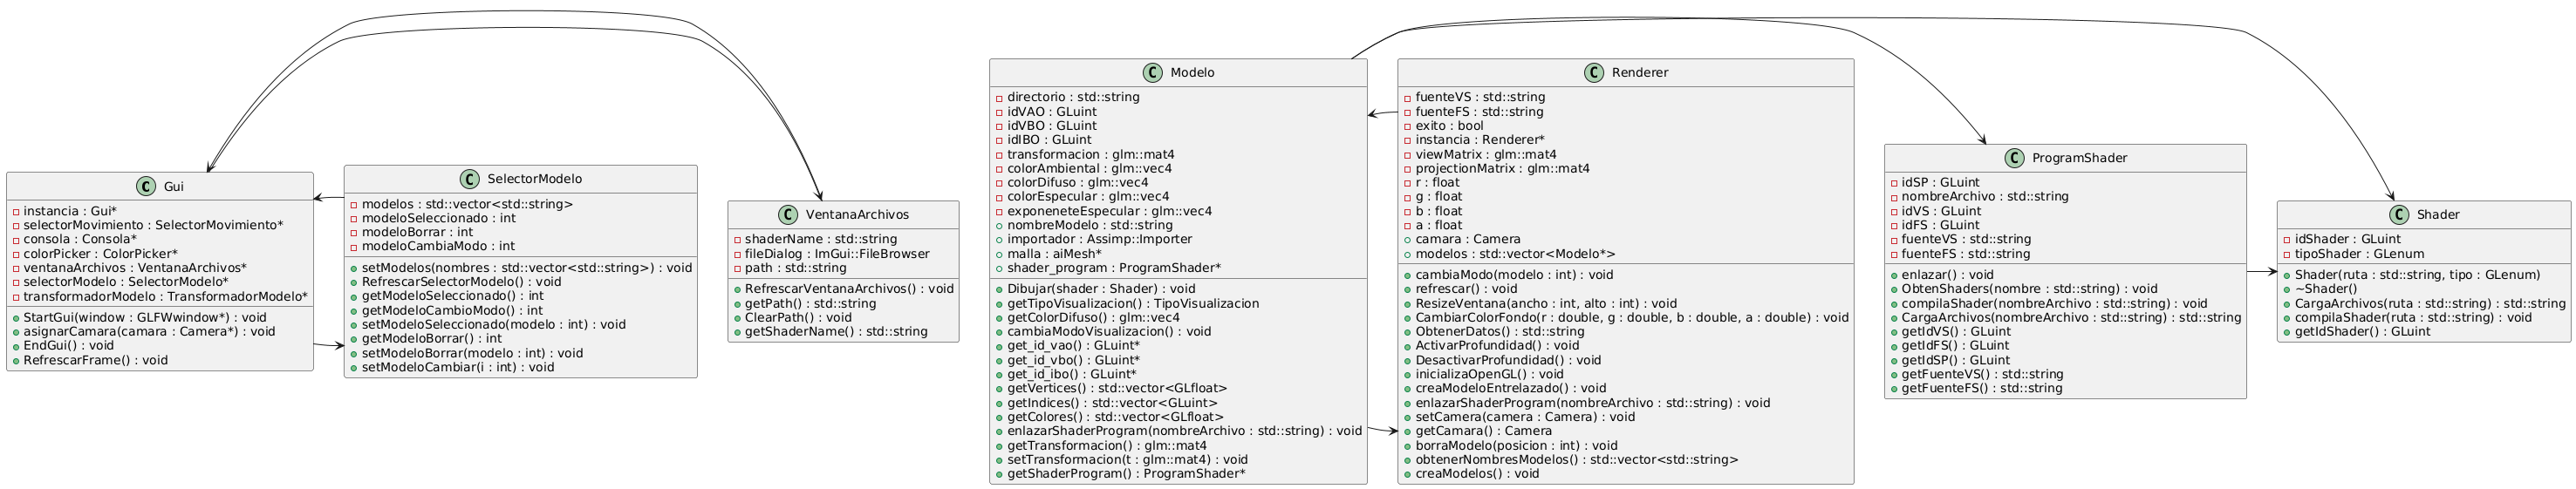 C Gui
instancia : Gui*
selectorMovimiento : SelectorMovimiento*
consola : Consola*
colorPicker : ColorPicker*
ventanaArchivos : VentanaArchivos*
selectorModelo : SelectorModelo*
transformadorModelo : TransformadorModelo*
StartGui(window : GLFWwindow*) : void
asignarCamara(camara : Camera*) : void
EndGui() : void
RefrescarFrame() : void
C SelectorModelo
modelos : std::vector<std::string>
modeloSeleccionado : int
modeloBorrar : int
modeloCambiaModo : int
setModelos(nombres : std::vector<std::string>) : void
RefrescarSelectorModelo() : void
getModeloSeleccionado() : int
getModeloCambioModo() : int
setModeloSeleccionado(modelo : int) : void
getModeloBorrar() : int
setModeloBorrar(modelo : int) : void
setModeloCambiar(i : int) : void
C VentanaArchivos
shaderName : std::string
fileDialog : ImGui::FileBrowser
path : std::string
RefrescarVentanaArchivos() : void
getPath() : std::string
ClearPath() : void
getShaderName() : std::string
C Modelo
directorio : std::string
idVAO : GLuint
idVBO : GLuint
idIBO : GLuint
transformacion : glm::mat4
colorAmbiental : glm::vec4
colorDifuso : glm::vec4
colorEspecular : glm::vec4
exponeneteEspecular : glm::vec4
nombreModelo : std::string
importador : Assimp::Importer
malla : aiMesh*
shader_program : ProgramShader*
Dibujar(shader : Shader) : void
getTipoVisualizacion() : TipoVisualizacion
getColorDifuso() : glm::vec4
cambiaModoVisualizacion() : void
get_id_vao() : GLuint*
get_id_vbo() : GLuint*
get_id_ibo() : GLuint*
getVertices() : std::vector<GLfloat>
getIndices() : std::vector<GLuint>
getColores() : std::vector<GLfloat>
enlazarShaderProgram(nombreArchivo : std::string) : void
getTransformacion() : glm::mat4
setTransformacion(t : glm::mat4) : void
getShaderProgram() : ProgramShader*
C Renderer
fuenteVS : std::string
fuenteFS : std::string
exito : bool
instancia : Renderer*
viewMatrix : glm::mat4
projectionMatrix : glm::mat4
r : float
g : float
b : float
a : float
camara : Camera
modelos : std::vector<Modelo*>
cambiaModo(modelo : int) : void
refrescar() : void
ResizeVentana(ancho : int, alto : int) : void
CambiarColorFondo(r : double, g : double, b : double, a : double) : void
ObtenerDatos() : std::string
ActivarProfundidad() : void
DesactivarProfundidad() : void
inicializaOpenGL() : void
creaModeloEntrelazado() : void
enlazarShaderProgram(nombreArchivo : std::string) : void
setCamera(camera : Camera) : void
getCamara() : Camera
borraModelo(posicion : int) : void
obtenerNombresModelos() : std::vector<std::string>
creaModelos() : void
C ProgramShader
idSP : GLuint
nombreArchivo : std::string
idVS : GLuint
idFS : GLuint
fuenteVS : std::string
fuenteFS : std::string
enlazar() : void
ObtenShaders(nombre : std::string) : void
compilaShader(nombreArchivo : std::string) : void
CargaArchivos(nombreArchivo : std::string) : std::string
getIdVS() : GLuint
getIdFS() : GLuint
getIdSP() : GLuint
getFuenteVS() : std::string
getFuenteFS() : std::string
C Shader
idShader : GLuint
tipoShader : GLenum
Shader(ruta : std::string, tipo : GLenum)
~Shader()
CargaArchivos(ruta : std::string) : std::string
compilaShader(ruta : std::string) : void
getIdShader() : GLuint